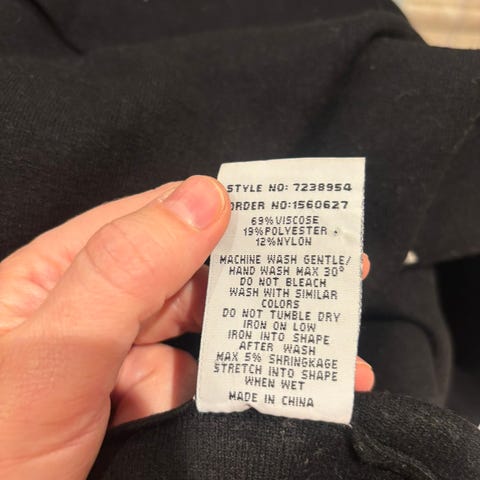 STYLE NO: 7238954
ORDER NO:1560627
69%VISCOSE
19%POLYESTER
12%NYLON
MACHINE WASH GENTLE/
HAND WASH MAX 30°
DO NOT BLEACH
WASH WITH SIMILAR
COLORS
DO NOT TUMBLE DRY
IRON ON LOW
IRON INTO SHAPE
AFTER WASH
MAX 5% SHRINGKAGE
STRETCH INTO SHAPE
WHEN WET
MADE IN CHINA